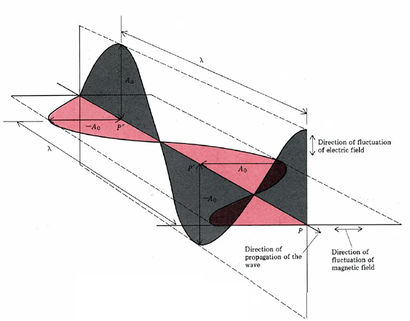 λ
A₀
−A₀
P″
λ
Direction of fluctuation
of electric field
P′
A₀
−A₀
P
Direction of
propagation of the
wave
Direction of
fluctuation of
magnetic field